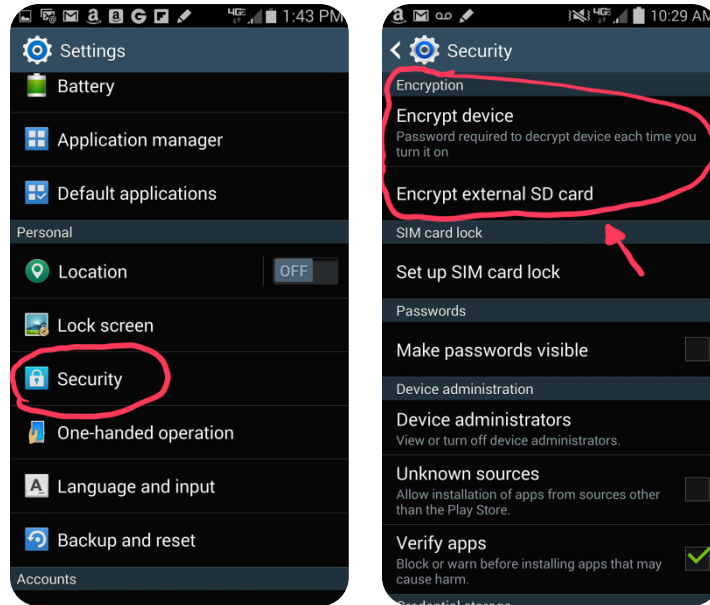 4GE 1:43 PM
Settings
Battery
Application manager
Default applications
Personal
Location
OFF
Lock screen
Security
One-handed operation
Language and input
Backup and reset
Accounts
4GE 10:29 AM
Security
Encryption
Encrypt device
Password required to decrypt device each time you
turn it on
Encrypt external SD card
SIM card lock
Set up SIM card lock
Passwords
Make passwords visible
Device administration
Device administrators
View or turn off device administrators.
Unknown sources
Allow installation of apps from sources other
than the Play Store.
Verify apps
Block or warn before installing apps that may
cause harm.
Credential storage